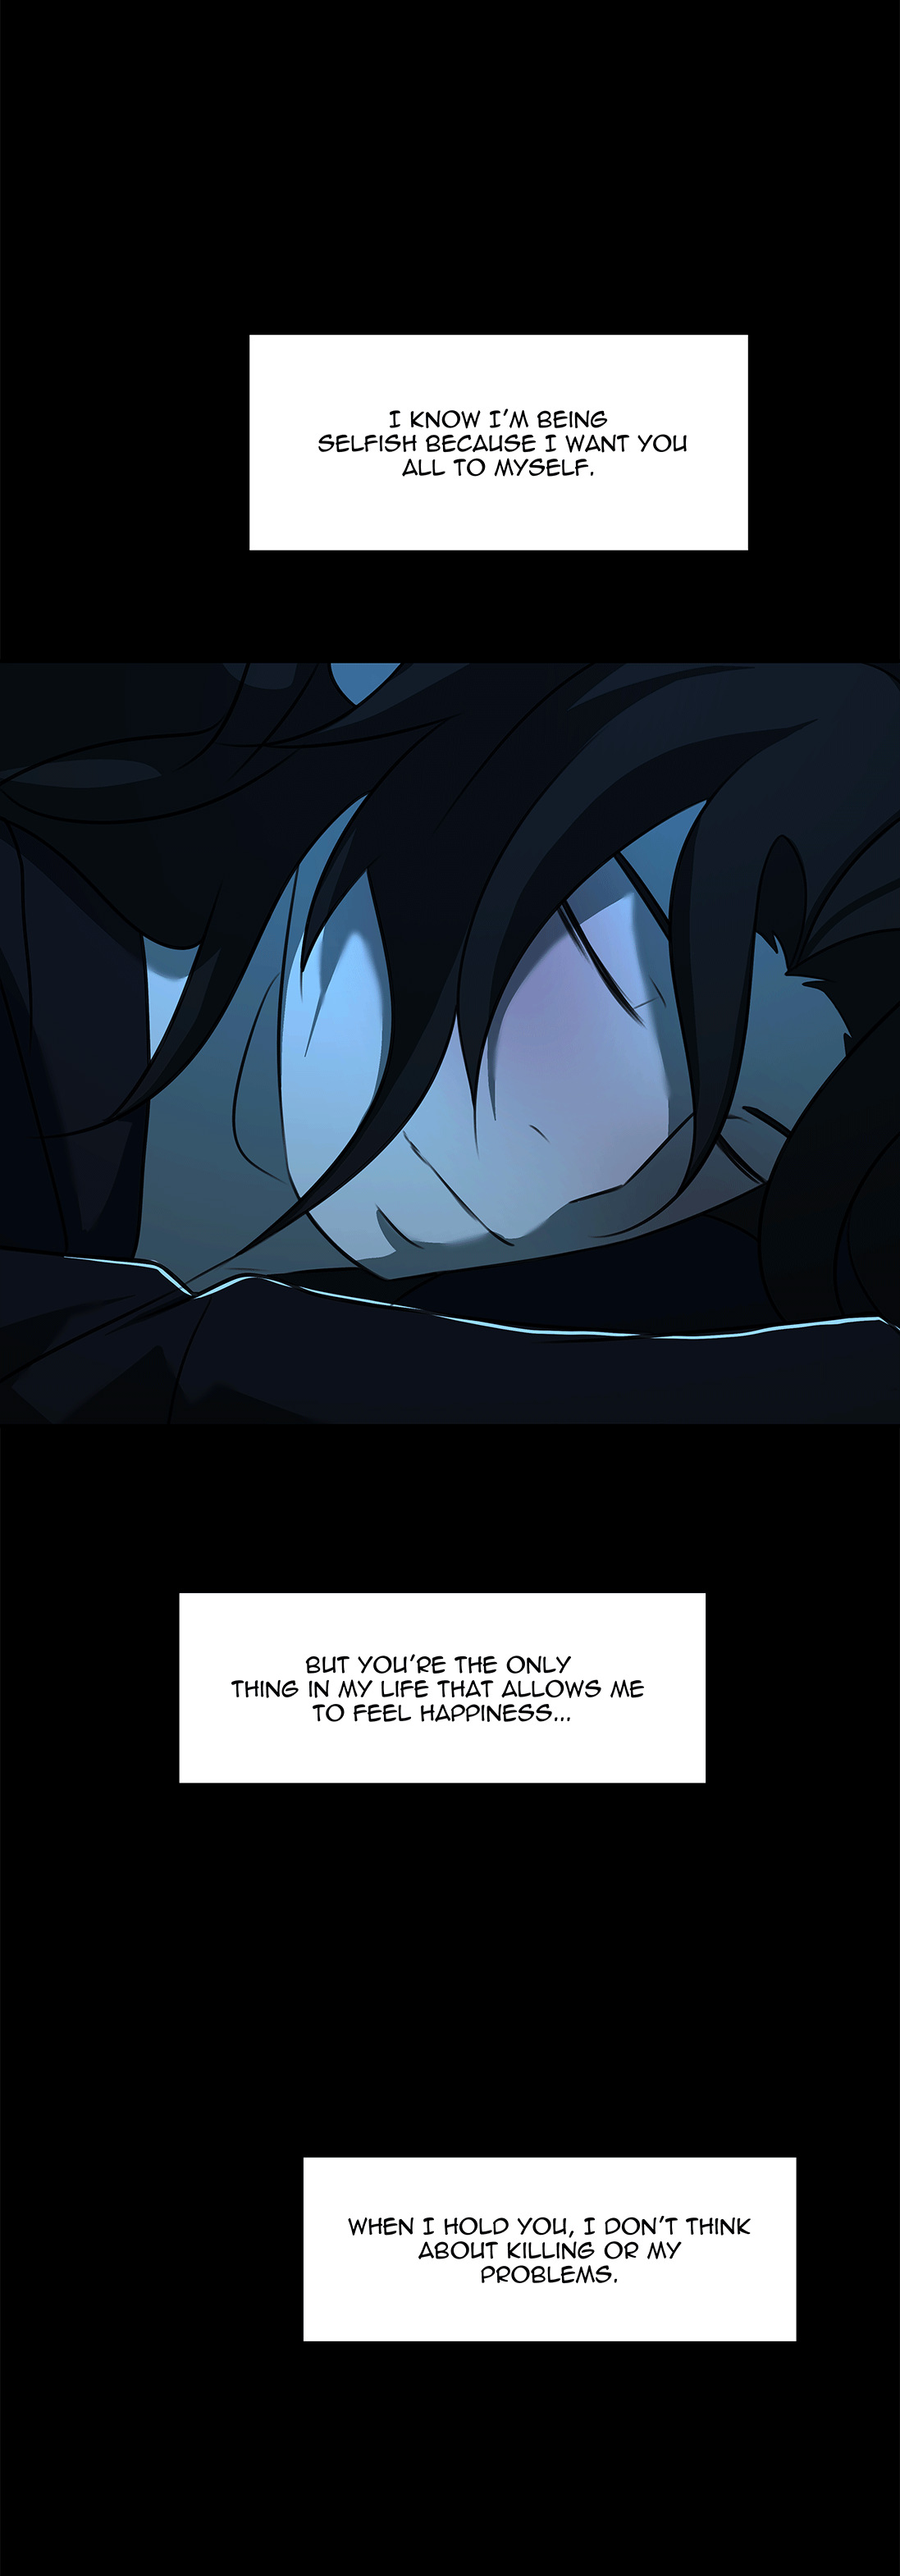 I KNOW I'M BEING
SELFISH BECAUSE I WANT YOU
ALL TO MYSELF.
BUT YOU'RE THE ONLY
THING IN MY LIFE THAT ALLOWS ME
TO FEEL HAPPINESS...
WHEN I HOLD YOU, I DON'T THINK
ABOUT KILLING OR MY
PROBLEMS.